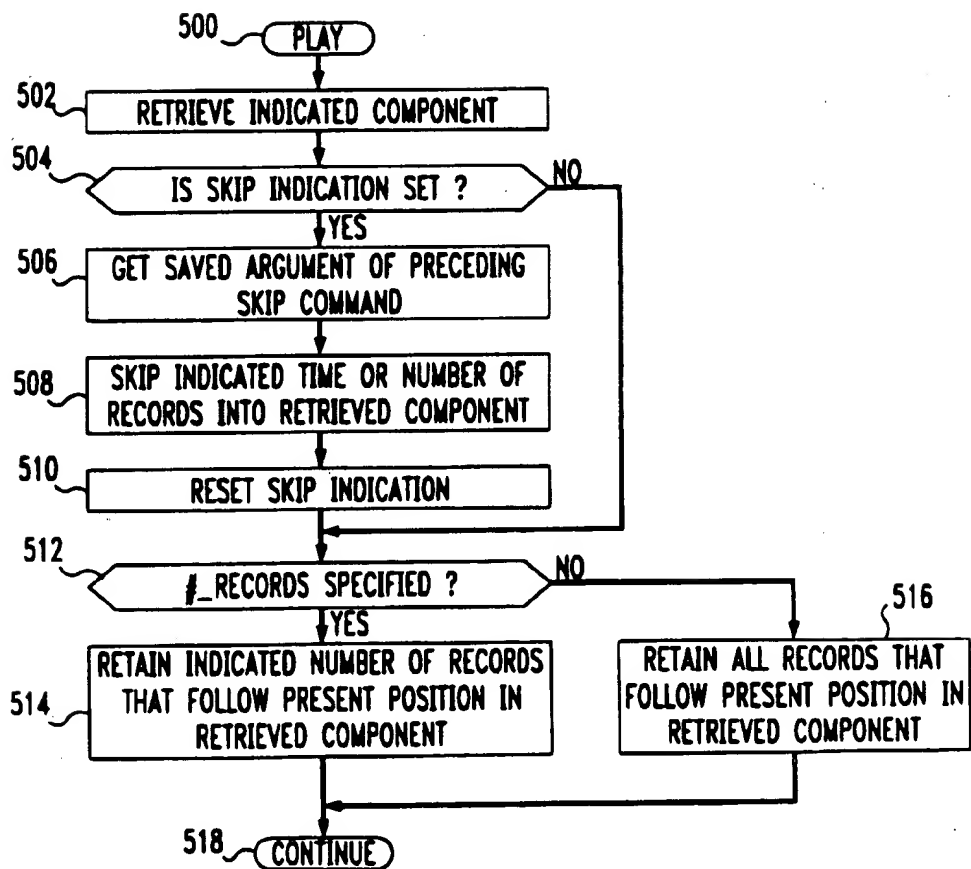 500
PLAY
502
RETRIEVE INDICATED COMPONENT
504
IS SKIP INDICATION SET ?
NO
YES
506
GET SAVED ARGUMENT OF PRECEDING
SKIP COMMAND
508
SKIP INDICATED TIME OR NUMBER OF
RECORDS INTO RETRIEVED COMPONENT
510
RESET SKIP INDICATION
512
#_RECORDS SPECIFIED ?
NO
YES
514
RETAIN INDICATED NUMBER OF RECORDS
THAT FOLLOW PRESENT POSITION IN
RETRIEVED COMPONENT
516
RETAIN ALL RECORDS THAT
FOLLOW PRESENT POSITION IN
RETRIEVED COMPONENT
518
CONTINUE